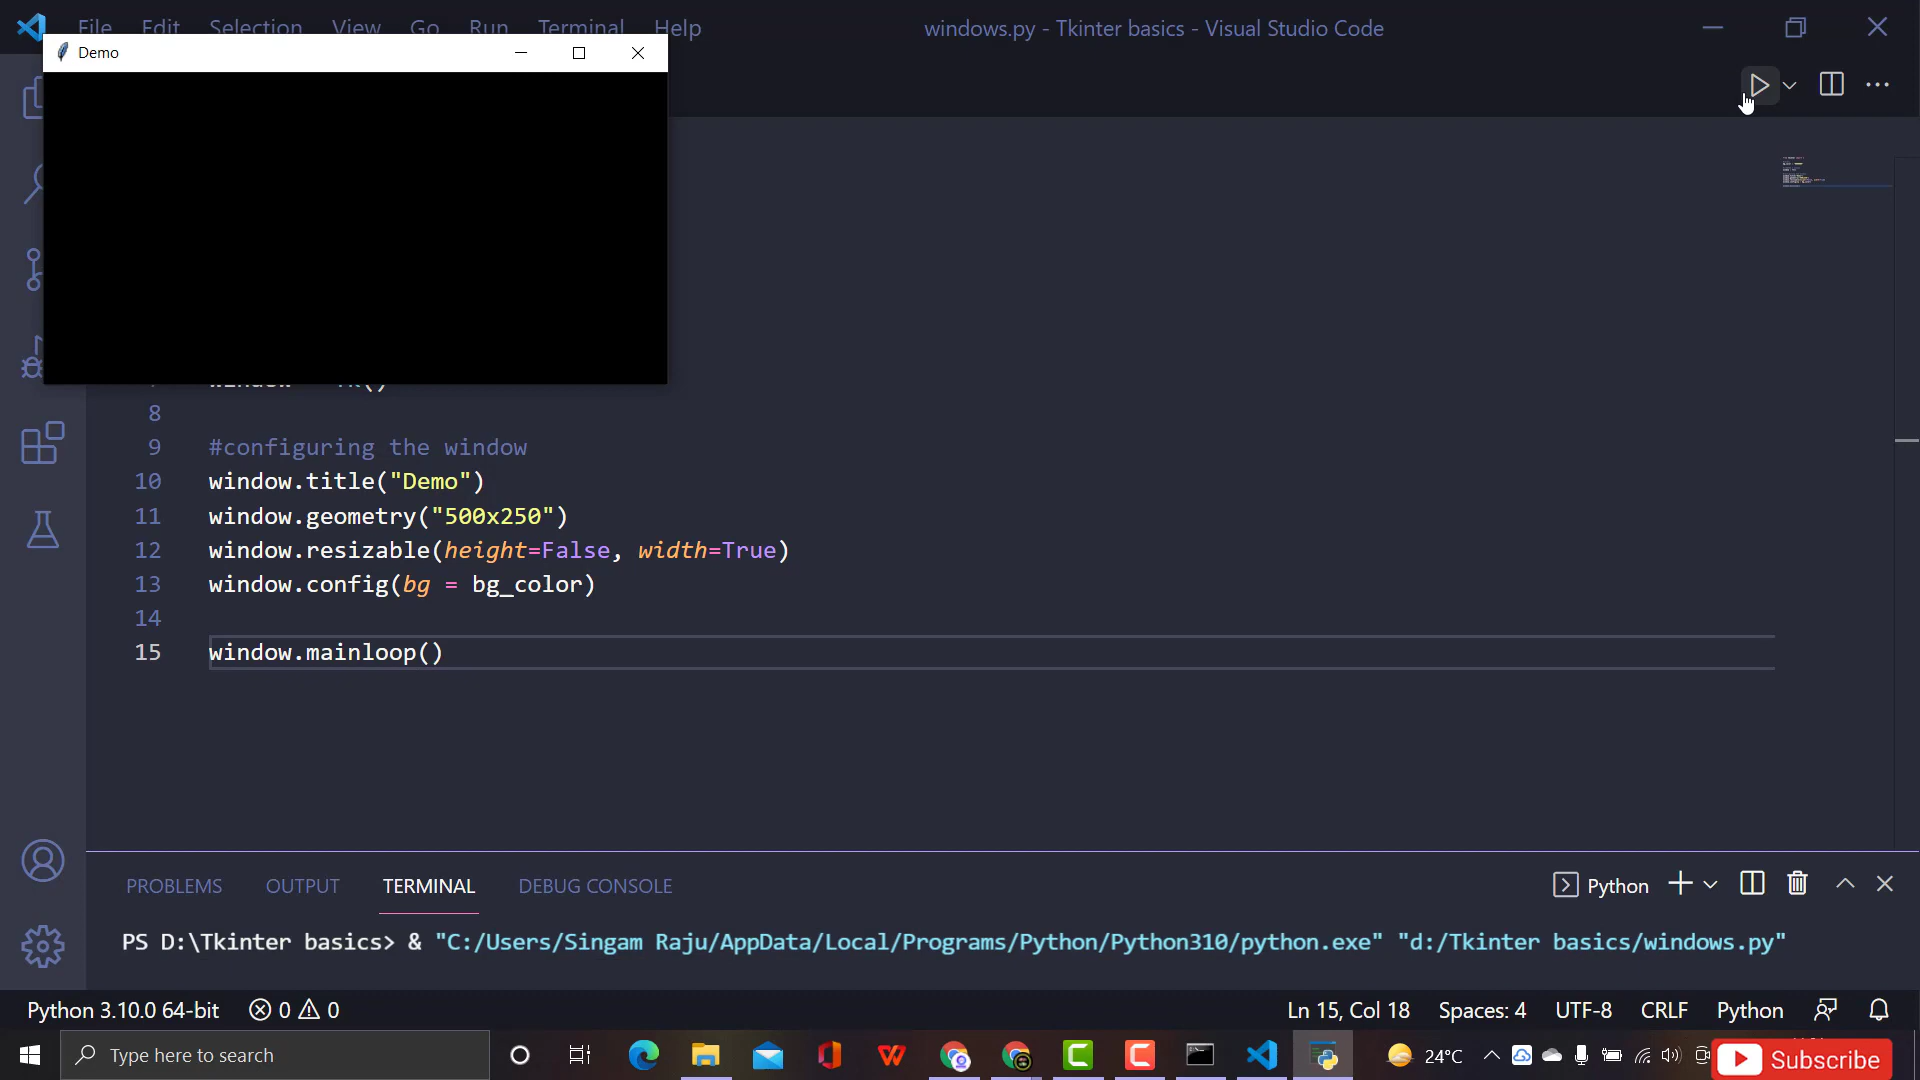 File Edit Selection View Go Run Terminal Help
windows.py - Tkinter basics - Visual Studio Code
Demo
8
9 #configuring the window
10 window.title("Demo")
11 window.geometry("500x250")
12 window.resizable(height=False, width=True)
13 window.config(bg = bg_color)
14
15 window.mainloop()
PROBLEMS OUTPUT TERMINAL DEBUG CONSOLE
Python
PS D:\Tkinter basics> & "C:/Users/Singam Raju/AppData/Local/Programs/Python/Python310/python.exe" "d:/Tkinter basics/windows.py"
Python 3.10.0 64-bit 0 0
Ln 15, Col 18 Spaces: 4 UTF-8 CRLF Python
Type here to search
24°C
Subscribe